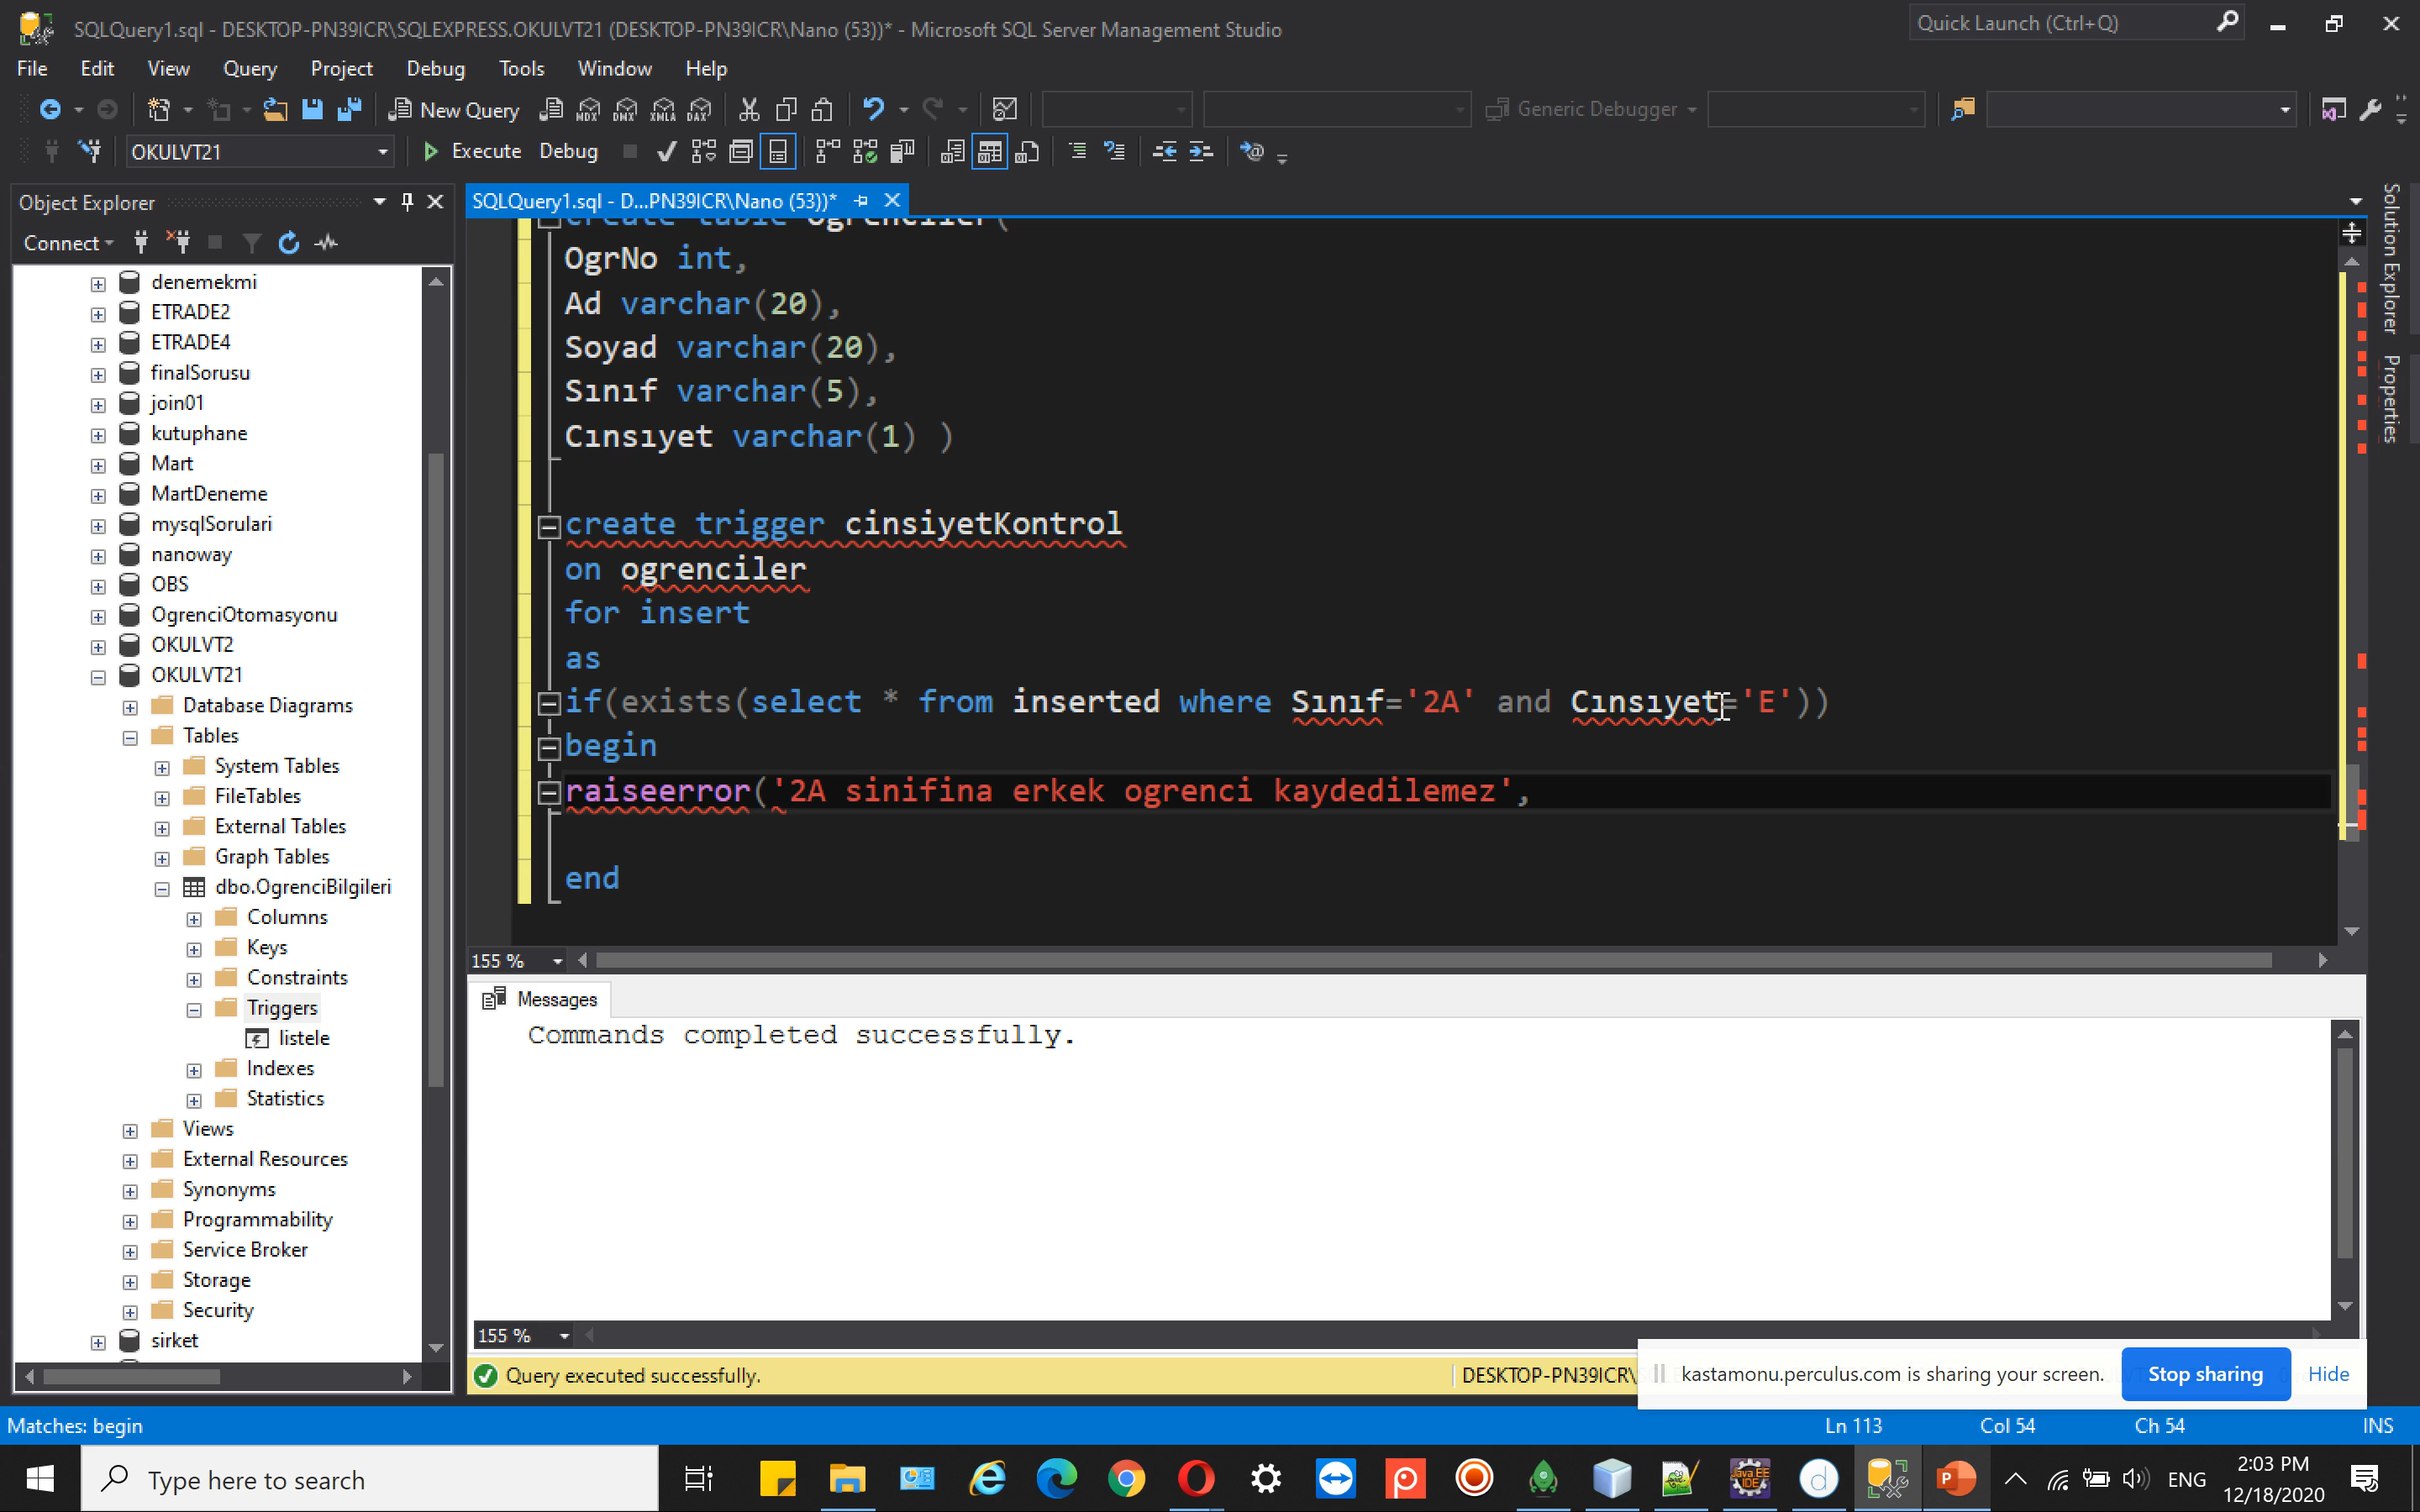 SQLQuery1.sql - DESKTOP-PN39ICR\SQLEXPRESS.OKULVT21 (DESKTOP-PN39ICR\Nano (53))* - Microsoft SQL Server Management Studio
Quick Launch (Ctrl+Q)
File Edit View Query Project Debug Tools Window Help
New Query MDX DMX XMLA DAX Generic Debugger
OKULVT21 Execute Debug
Object Explorer
SQLQuery1.sql - D...PN39ICR\Nano (53))*
Connect
denemekmi
ETRADE2
ETRADE4
finalSorusu
join01
kutuphane
Mart
MartDeneme
mysqlSorulari
nanoway
OBS
OgrenciOtomasyonu
OKULVT2
OKULVT21
Database Diagrams
Tables
System Tables
FileTables
External Tables
Graph Tables
dbo.OgrenciBilgileri
Columns
Keys
Constraints
Triggers
listele
Indexes
Statistics
Views
External Resources
Synonyms
Programmability
Service Broker
Storage
Security
sirket
create table ogrenciler(
OgrNo int,
Ad varchar(20),
Soyad varchar(20),
Sınıf varchar(5),
Cınsıyet varchar(1) )
create trigger cinsiyetKontrol
on ogrenciler
for insert
as
if(exists(select * from inserted where Sınıf='2A' and Cınsıyet='E'))
begin
raiseerror('2A sinifina erkek ogrenci kaydedilemez',
end
155 %
Messages
Commands completed successfully.
155 %
Query executed successfully.
DESKTOP-PN39ICR\
kastamonu.perculus.com is sharing your screen.
Stop sharing
Hide
Solution Explorer
Properties
Matches: begin
Ln 113 Col 54 Ch 54 INS
Type here to search
Java EE
IDE
ENG
2:03 PM
12/18/2020